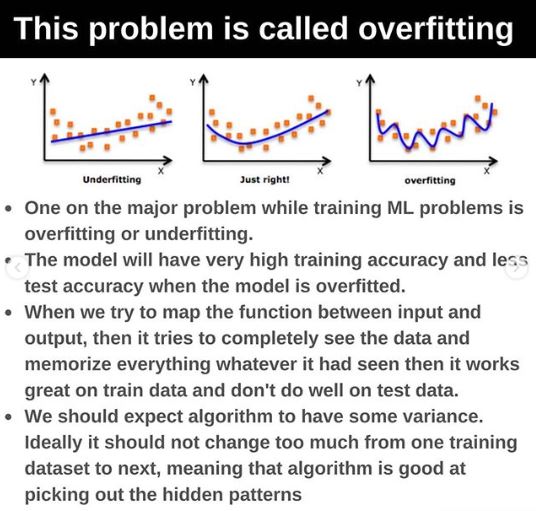 This problem is called overfitting
Y
Y
Y
X
X
X
Underfitting
Just right!
overfitting
• One on the major problem while training ML problems is
overfitting or underfitting.
• The model will have very high training accuracy and less
test accuracy when the model is overfitted.
• When we try to map the function between input and
output, then it tries to completely see the data and
memorize everything whatever it had seen then it works
great on train data and don't do well on test data.
• We should expect algorithm to have some variance.
Ideally it should not change too much from one training
dataset to next, meaning that algorithm is good at
picking out the hidden patterns